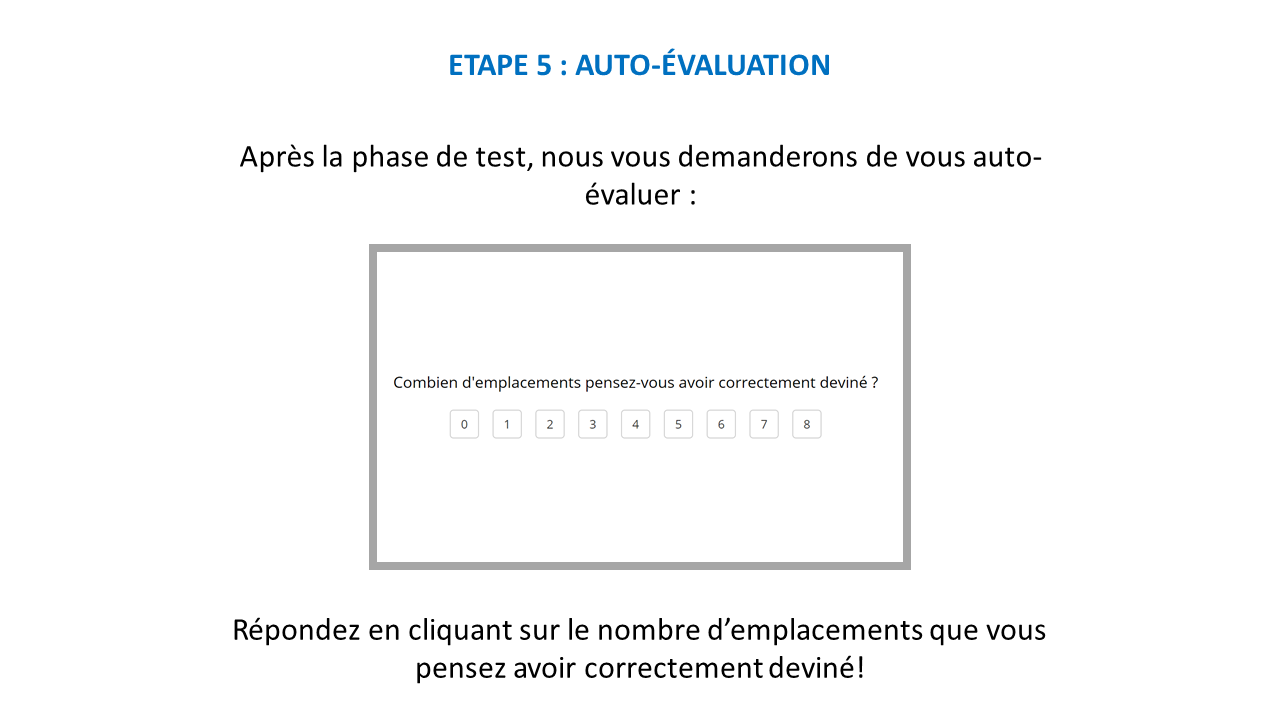 ETAPE 5 : AUTO-ÉVALUATION
Après la phase de test, nous vous demanderons de vous auto-
évaluer :
Combien d'emplacements pensez-vous avoir correctement deviné ?
0 1 2 3 4 5 6 7 8
Répondez en cliquant sur le nombre d’emplacements que vous
pensez avoir correctement deviné!